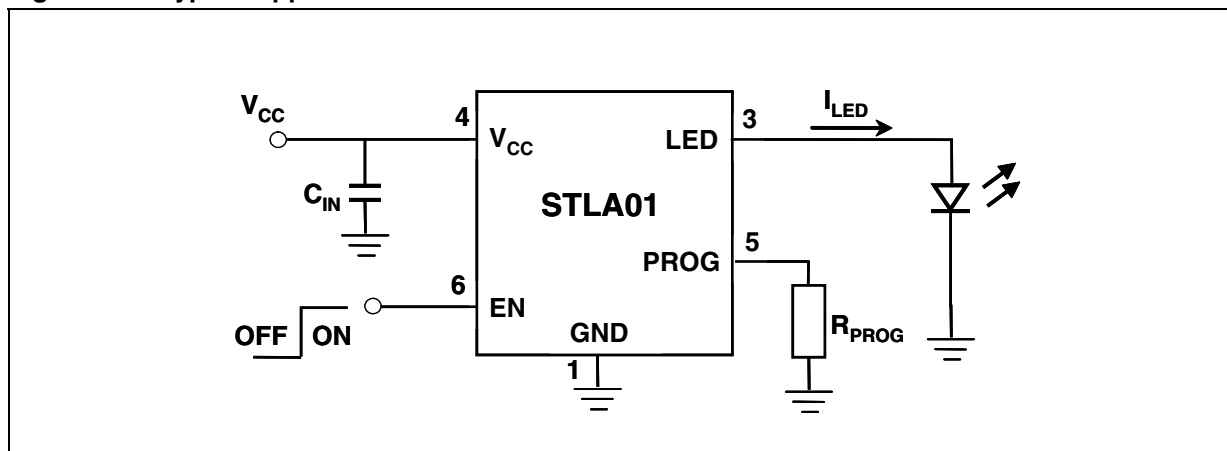 V_CC
4
V_CC
C_IN
STLA01
LED
3
I_LED
PROG
5
R_PROG
6
EN
OFF
ON
GND
1